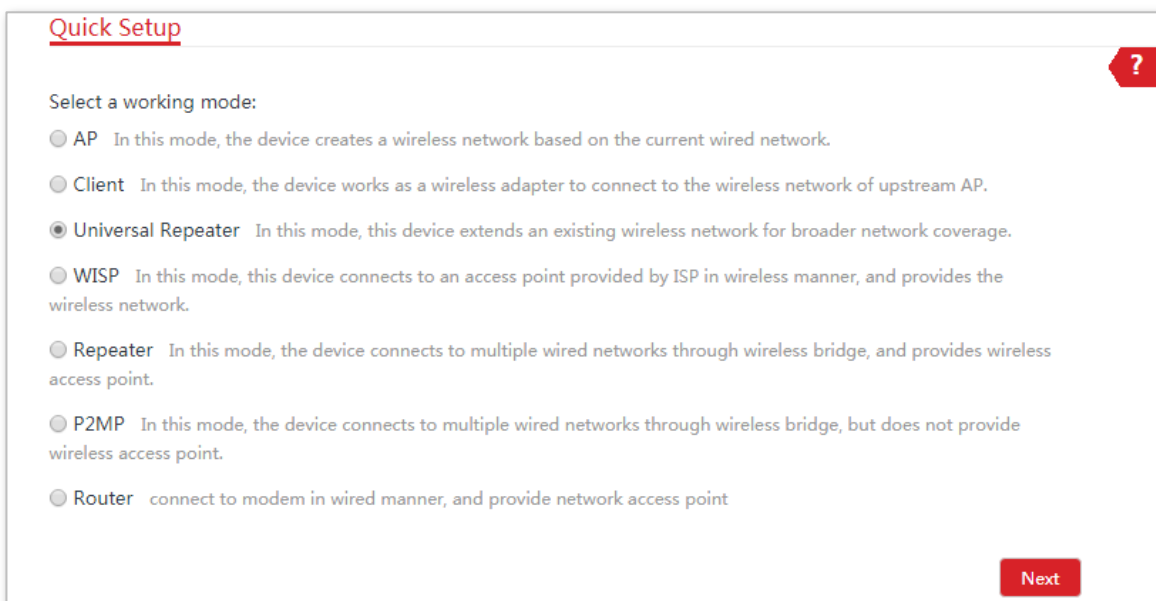 Quick Setup
?
Select a working mode:
AP In this mode, the device creates a wireless network based on the current wired network.
Client In this mode, the device works as a wireless adapter to connect to the wireless network of upstream AP.
Universal Repeater In this mode, this device extends an existing wireless network for broader network coverage.
WISP In this mode, this device connects to an access point provided by ISP in wireless manner, and provides the
wireless network.
Repeater In this mode, the device connects to multiple wired networks through wireless bridge, and provides wireless
access point.
P2MP In this mode, the device connects to multiple wired networks through wireless bridge, but does not provide
wireless access point.
Router connect to modem in wired manner, and provide network access point
Next